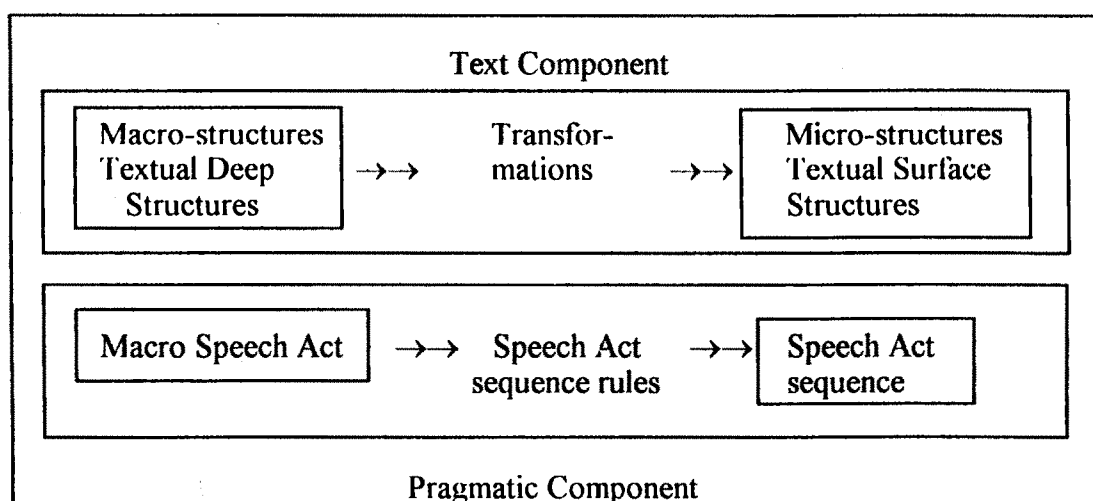 Text Component
Macro-structures
Textual Deep
Structures
→→
Transfor-
mations
→→
Micro-structures
Textual Surface
Structures
Macro Speech Act
→→
Speech Act
sequence rules
→→
Speech Act
sequence
Pragmatic Component